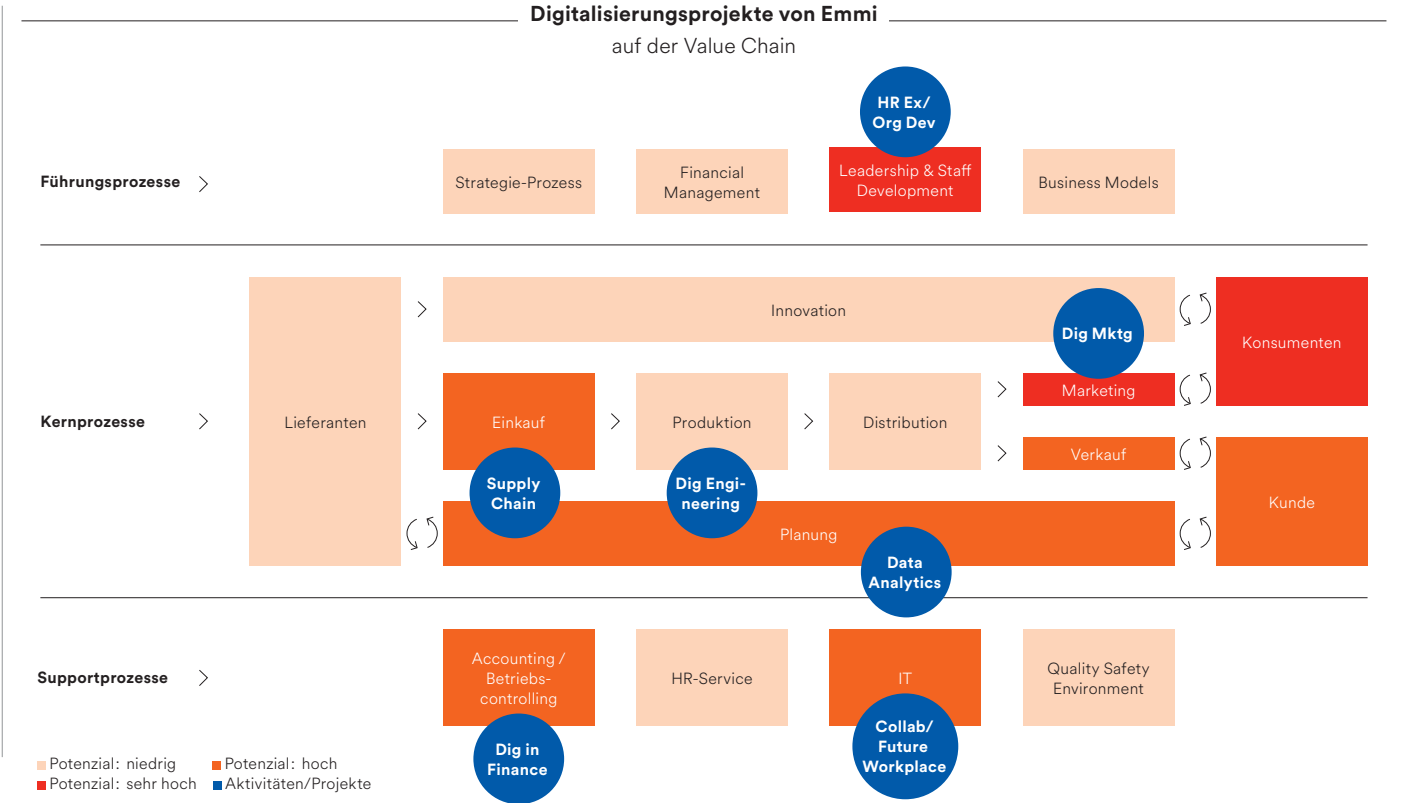 Digitalisierungsprojekte von Emmi
auf der Value Chain
HR Ex/
Org Dev
Führungsprozesse
Strategie-Prozess
Financial
Management
Leadership & Staff
Development
Business Models
Innovation
Dig Mktg
Konsumenten
Kernprozesse
Lieferanten
Einkauf
Produktion
Distribution
Marketing
Verkauf
Supply
Chain
Dig Engi-
neering
Kunde
Planung
Data
Analytics
Supportprozesse
Accounting /
Betriebs-
controlling
HR-Service
IT
Quality Safety
Environment
Dig in
Finance
Collab/
Future
Workplace
Potenzial: niedrig
Potenzial: hoch
Potenzial: sehr hoch
Aktivitäten/Projekte